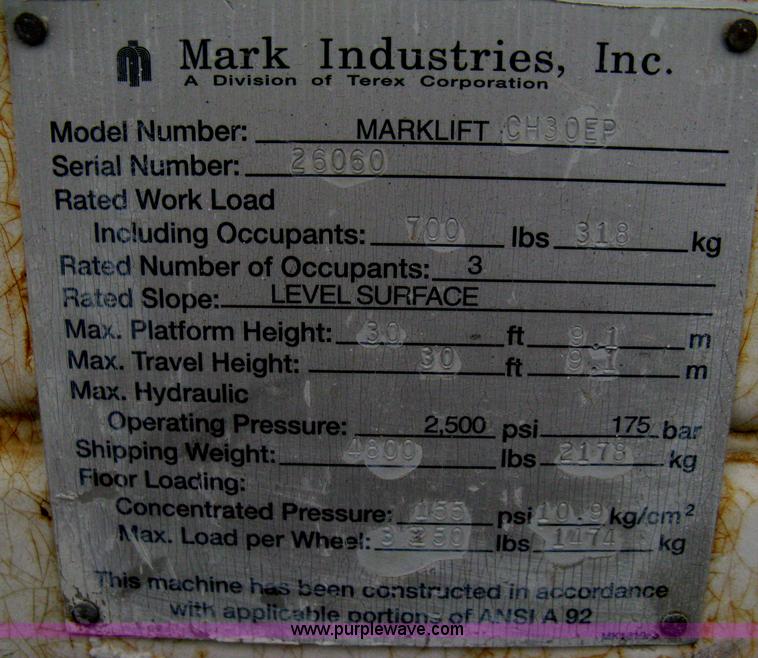 Mark Industries, Inc.
A Division of Terex Corporation
Model Number: MARKLIFT CH30EP
Serial Number: 26060
Rated Work Load
Including Occupants: 700 lbs 318 kg
Rated Number of Occupants: 3
Rated Slope: LEVEL SURFACE
Max. Platform Height: 30 ft 9.1 m
Max. Travel Height: 30 ft 9.1 m
Max. Hydraulic
Operating Pressure: 2,500 psi 175 bar
Shipping Weight: 4800 lbs 2178 kg
Floor Loading:
Concentrated Pressure: 155 psi 10.9 kg/cm²
Max. Load per Wheel: 3250 lbs 1474 kg
This machine has been constructed in accordance
with applicable portions of ANSI A 92
www.purplewave.com